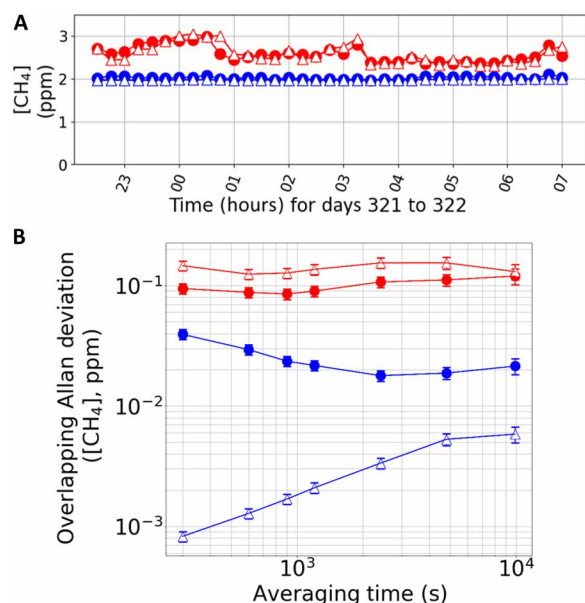 A
3
2
1
0
[CH₄]
(ppm)
23
00
01
02
03
04
05
06
07
Time (hours) for days 321 to 322
B
10⁻¹
10⁻²
10⁻³
Overlapping Allan deviation
([CH₄], ppm)
10³
10⁴
Averaging time (s)